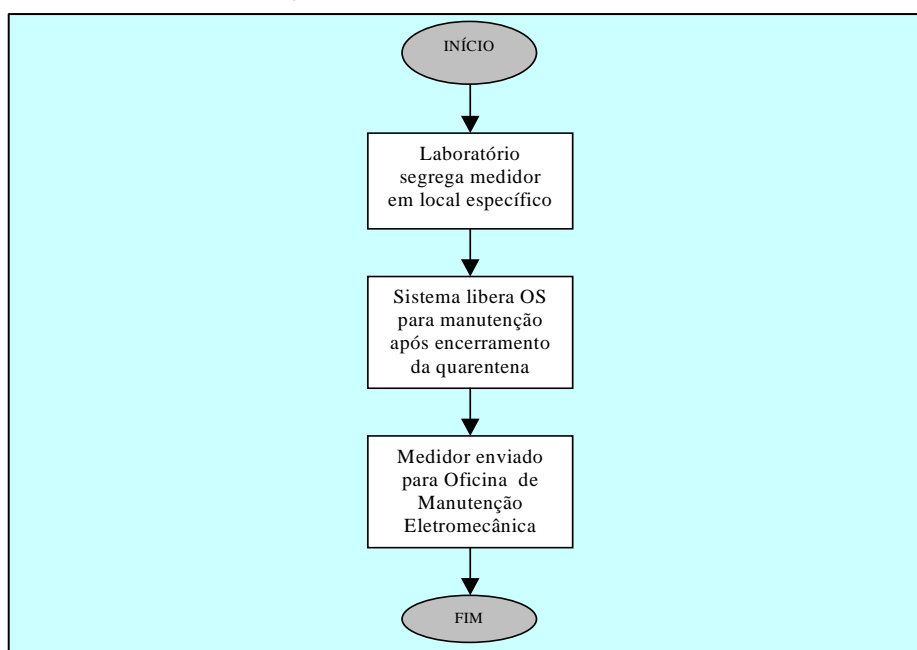 INÍCIO
Laboratório
segrega medidor
em local específico
Sistema libera OS
para manutenção
após encerramento
da quarentena
Medidor enviado
para Oficina de
Manutenção
Eletromecânica
FIM